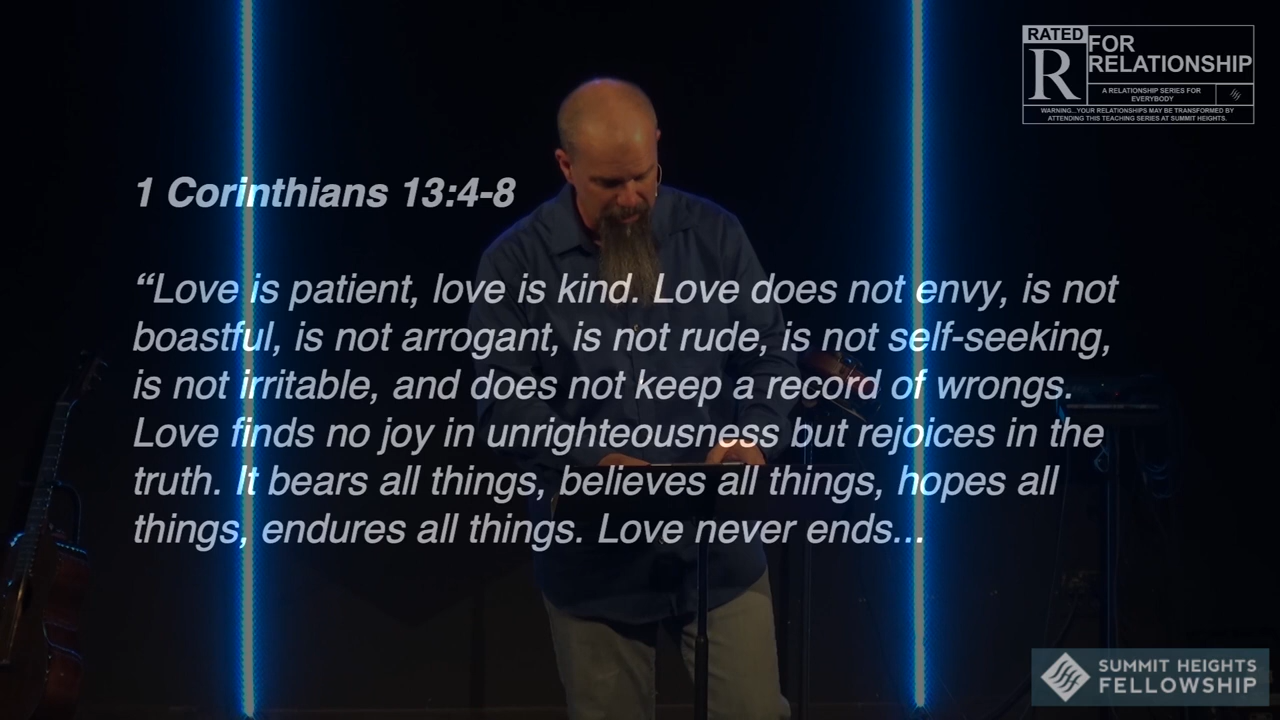 RATED
R
FOR
RELATIONSHIP
A RELATIONSHIP SERIES FOR
EVERYBODY
WARNING...YOUR RELATIONSHIPS MAY BE TRANSFORMED BY
ATTENDING THIS TEACHING SERIES AT SUMMIT HEIGHTS.
1 Corinthians 13:4-8
“Love is patient, love is kind. Love does not envy, is not
boastful, is not arrogant, is not rude, is not self-seeking,
is not irritable, and does not keep a record of wrongs.
Love finds no joy in unrighteousness but rejoices in the
truth. It bears all things, believes all things, hopes all
things, endures all things. Love never ends...
SUMMIT HEIGHTS
FELLOWSHIP